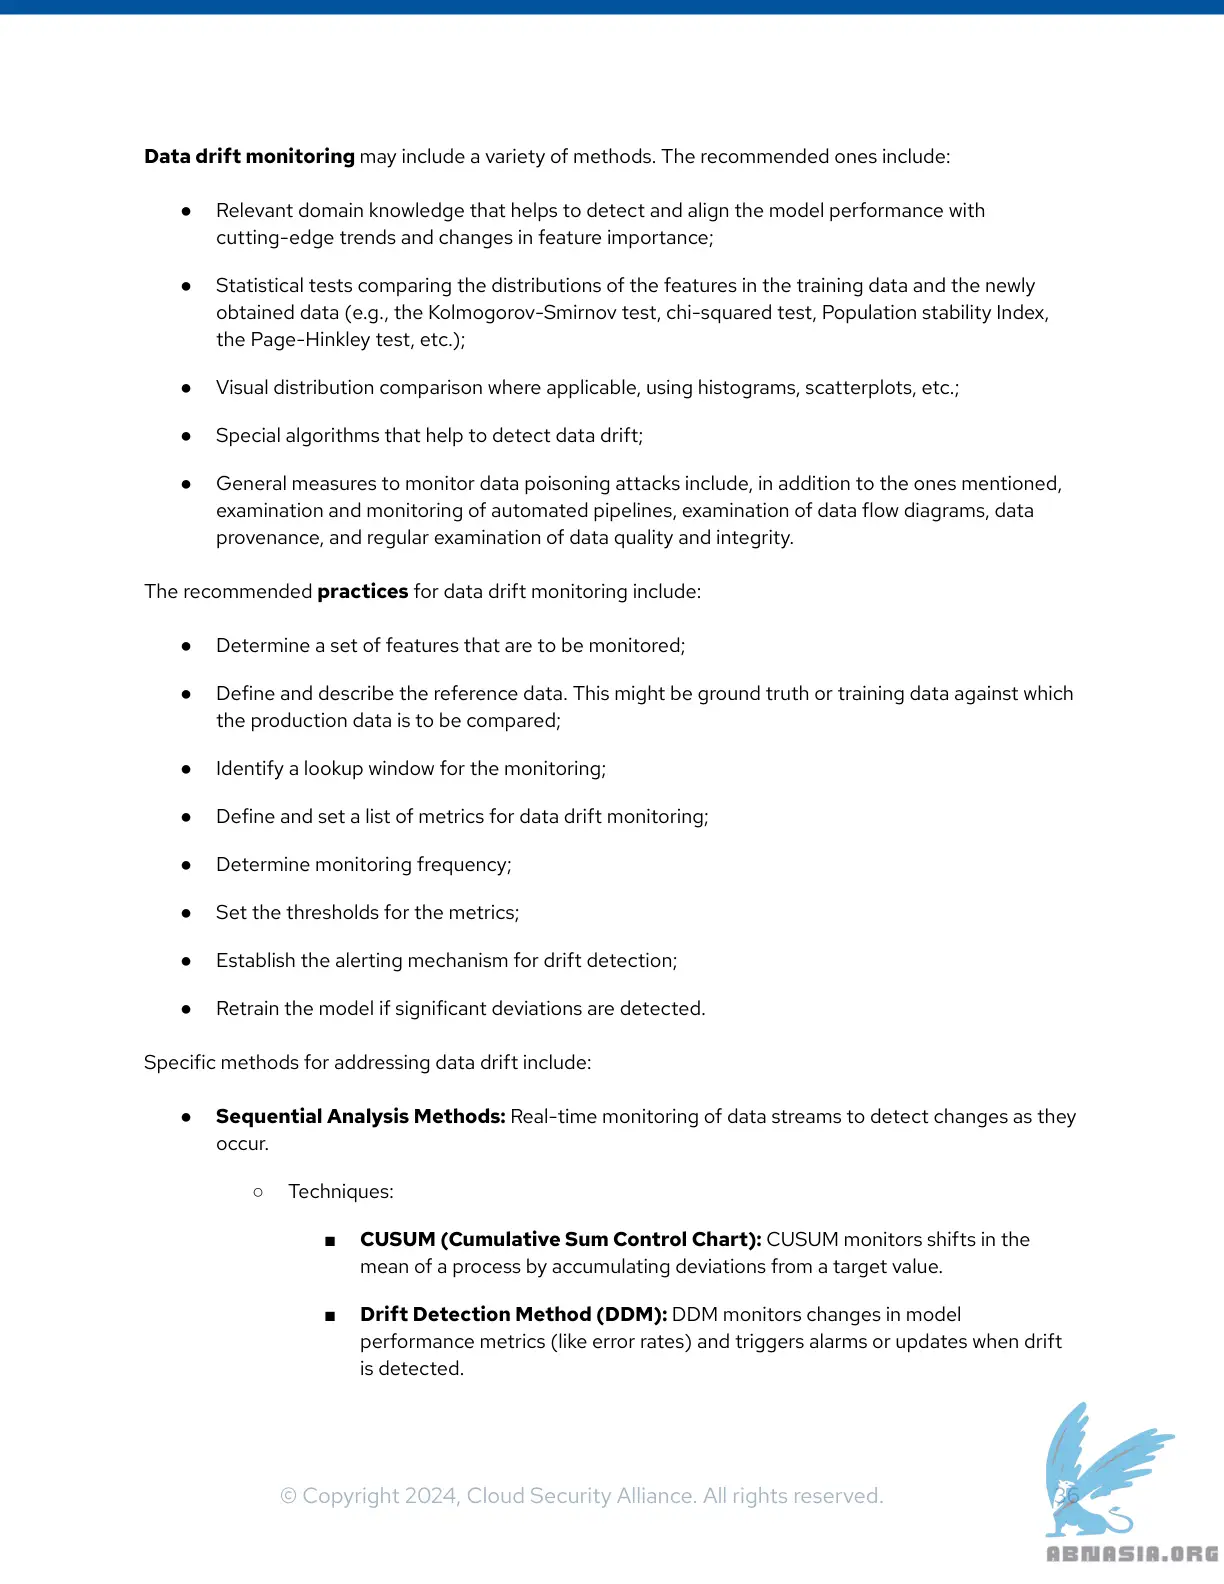 Data drift monitoring may include a variety of methods. The recommended ones include:
● Relevant domain knowledge that helps to detect and align the model performance with
cutting-edge trends and changes in feature importance;
● Statistical tests comparing the distributions of the features in the training data and the newly
obtained data (e.g., the Kolmogorov-Smirnov test, chi-squared test, Population stability Index,
the Page-Hinkley test, etc.);
● Visual distribution comparison where applicable, using histograms, scatterplots, etc.;
● Special algorithms that help to detect data drift;
● General measures to monitor data poisoning attacks include, in addition to the ones mentioned,
examination and monitoring of automated pipelines, examination of data flow diagrams, data
provenance, and regular examination of data quality and integrity.
The recommended practices for data drift monitoring include:
● Determine a set of features that are to be monitored;
● Define and describe the reference data. This might be ground truth or training data against which
the production data is to be compared;
● Identify a lookup window for the monitoring;
● Define and set a list of metrics for data drift monitoring;
● Determine monitoring frequency;
● Set the thresholds for the metrics;
● Establish the alerting mechanism for drift detection;
● Retrain the model if significant deviations are detected.
Specific methods for addressing data drift include:
● Sequential Analysis Methods: Real-time monitoring of data streams to detect changes as they
occur.
○ Techniques:
■ CUSUM (Cumulative Sum Control Chart): CUSUM monitors shifts in the
mean of a process by accumulating deviations from a target value.
■ Drift Detection Method (DDM): DDM monitors changes in model
performance metrics (like error rates) and triggers alarms or updates when drift
is detected.
© Copyright 2024, Cloud Security Alliance. All rights reserved.
36
ABNASIA.ORG